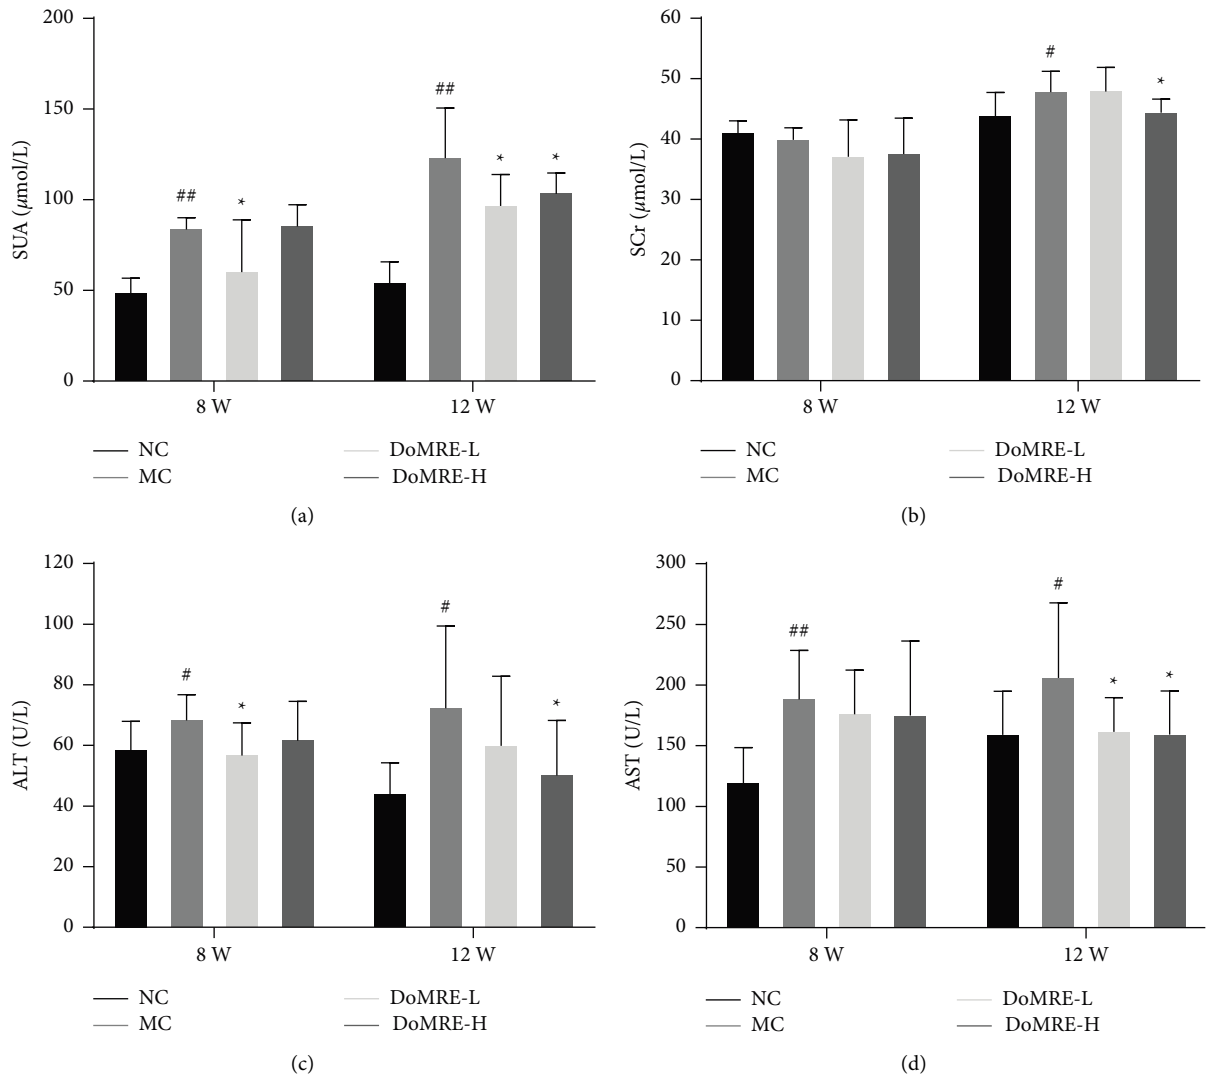 200
150
100
50
0
SUA (μmol/L)
##
*
##
*
*
8 W
12 W
NC
MC
DoMRE-L
DoMRE-H
(a)
60
50
40
30
20
10
0
SCr (μmol/L)
#
*
8 W
12 W
NC
MC
DoMRE-L
DoMRE-H
(b)
120
100
80
60
40
20
0
ALT (U/L)
#
*
#
*
8 W
12 W
NC
MC
DoMRE-L
DoMRE-H
(c)
300
250
200
150
100
50
0
AST (U/L)
##
#
*
*
8 W
12 W
NC
MC
DoMRE-L
DoMRE-H
(d)